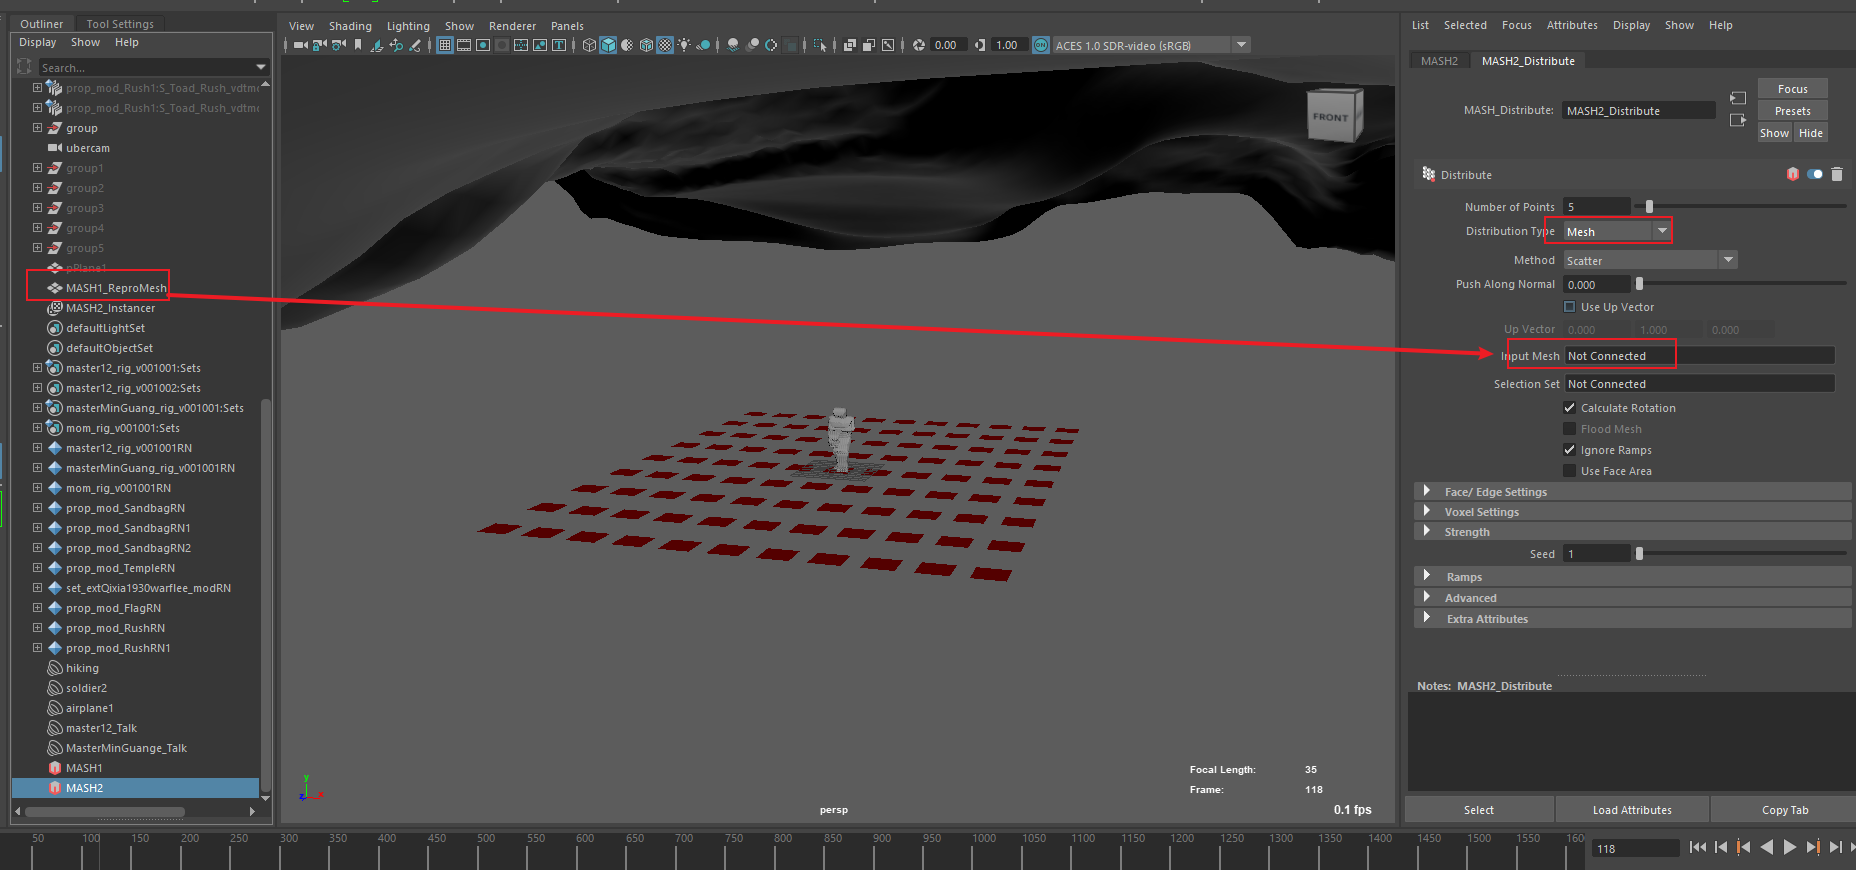 Outliner
Tool Settings
Display Show Help
Search...
prop_mod_Rush1:S_Toad_Rush_vdtm
prop_mod_Rush1:S_Toad_Rush_vdtm
group
ubercam
group1
group2
group3
group4
group5
pPlane1
MASH1_ReproMesh
MASH2_Instancer
defaultLightSet
defaultObjectSet
master12_rig_v001001:Sets
master12_rig_v001002:Sets
masterMinGuang_rig_v001001:Sets
mom_rig_v001001:Sets
master12_rig_v001001RN
masterMinGuang_rig_v001001RN
mom_rig_v001001RN
prop_mod_SandbagRN
prop_mod_SandbagRN1
prop_mod_SandbagRN2
prop_mod_TempleRN
set_extQixia1930warflee_modRN
prop_mod_FlagRN
prop_mod_RushRN
prop_mod_RushRN1
hiking
soldier2
airplane1
master12_Talk
MasterMinGuange_Talk
MASH1
MASH2
View Shading Lighting Show Renderer Panels
0.00 1.00 ON ACES 1.0 SDR-video (sRGB)
FRONT
Focal Length: 35
Frame: 118
y
z x
persp
0.1 fps
List Selected Focus Attributes Display Show Help
MASH2 MASH2_Distribute
MASH_Distribute: MASH2_Distribute
Focus
Presets
Show Hide
Distribute
Number of Points 5
Distribution Type Mesh
Method Scatter
Push Along Normal 0.000
Use Up Vector
Up Vector 0.000 1.000 0.000
Input Mesh Not Connected
Selection Set Not Connected
Calculate Rotation
Flood Mesh
Ignore Ramps
Use Face Area
Face/ Edge Settings
Voxel Settings
Strength
Seed 1
Ramps
Advanced
Extra Attributes
Notes: MASH2_Distribute
Select Load Attributes Copy Tab
50 100 150 200 250 300 350 400 450 500 550 600 650 700 750 800 850 900 950 1000 1050 1100 1150 1200 1250 1300 1350 1400 1450 1500 1550 160
118